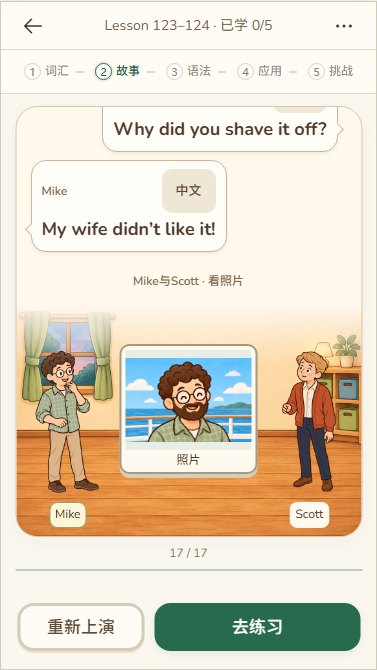 Lesson 123–124 · 已学 0/5
1 词汇 – 2 故事 – 3 语法 – 4 应用 – 5 挑战
Why did you shave it off?
Mike
中文
My wife didn’t like it!
Mike与Scott · 看照片
照片
Mike
Scott
17 / 17
重新上演
去练习